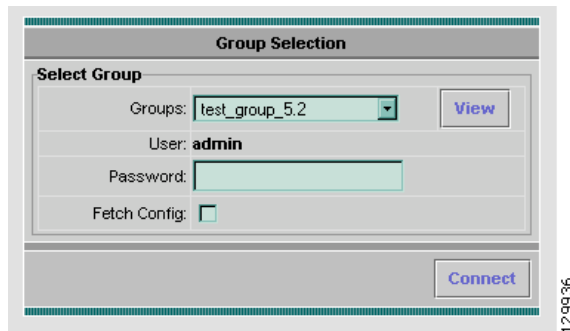 Group Selection
Select Group
Groups: test_group_5.2 View
User: admin
Password:
Fetch Config:
Connect
129936